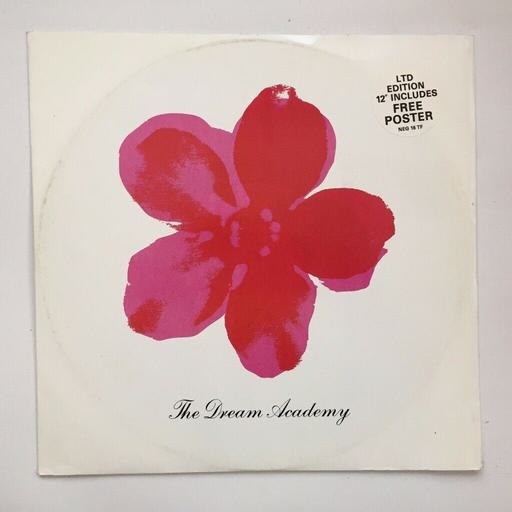 LTD
EDITION
12" INCLUDES
FREE
POSTER
NEG 16 TF
The Dream Academy